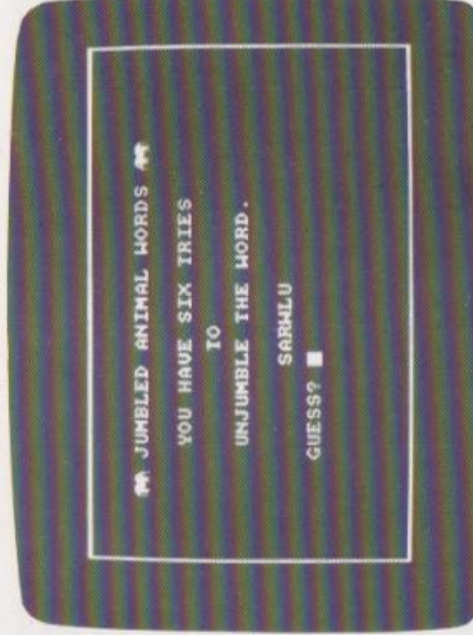 JUMBLED ANIMAL WORDS
YOU HAVE SIX TRIES
TO
UNJUMBLE THE WORD.
SARWLU
GUESS?